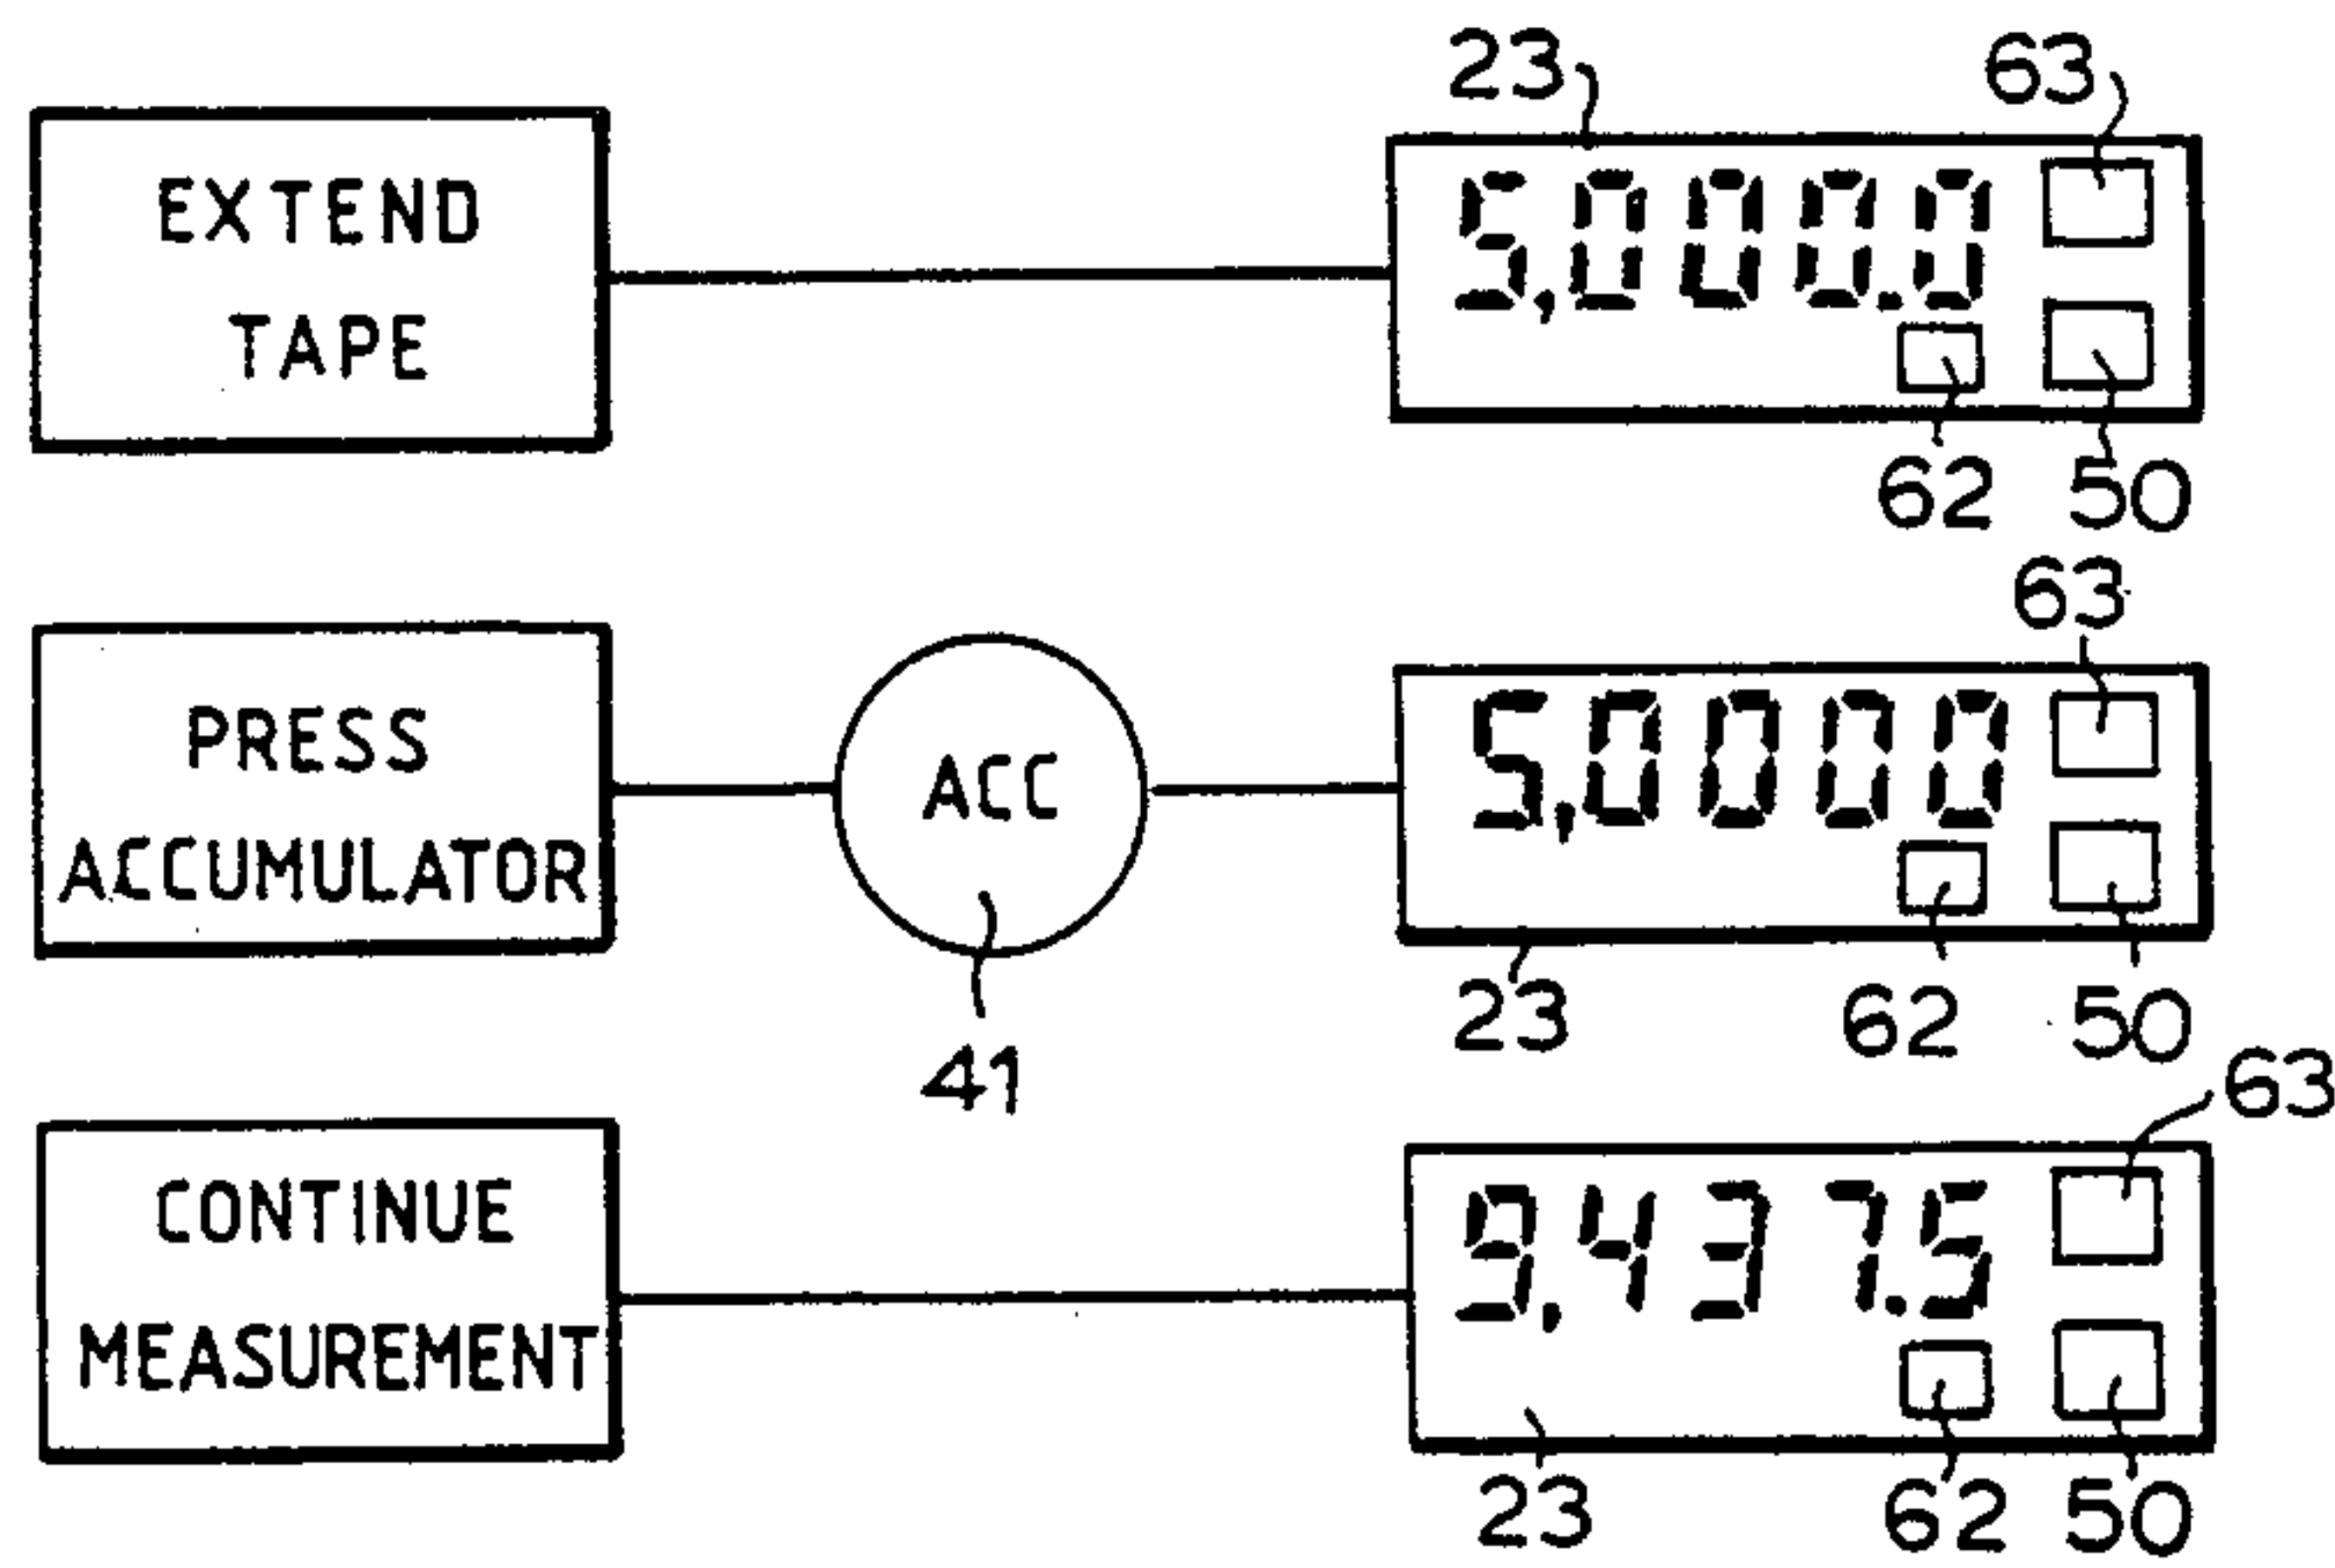 23 63
EXTEND
TAPE
5,000.0
62 50
63
PRESS
ACCUMULATOR
ACC
5,0000
23 62 50
41
63
CONTINUE
MEASUREMENT
9,437.5
23 62 50